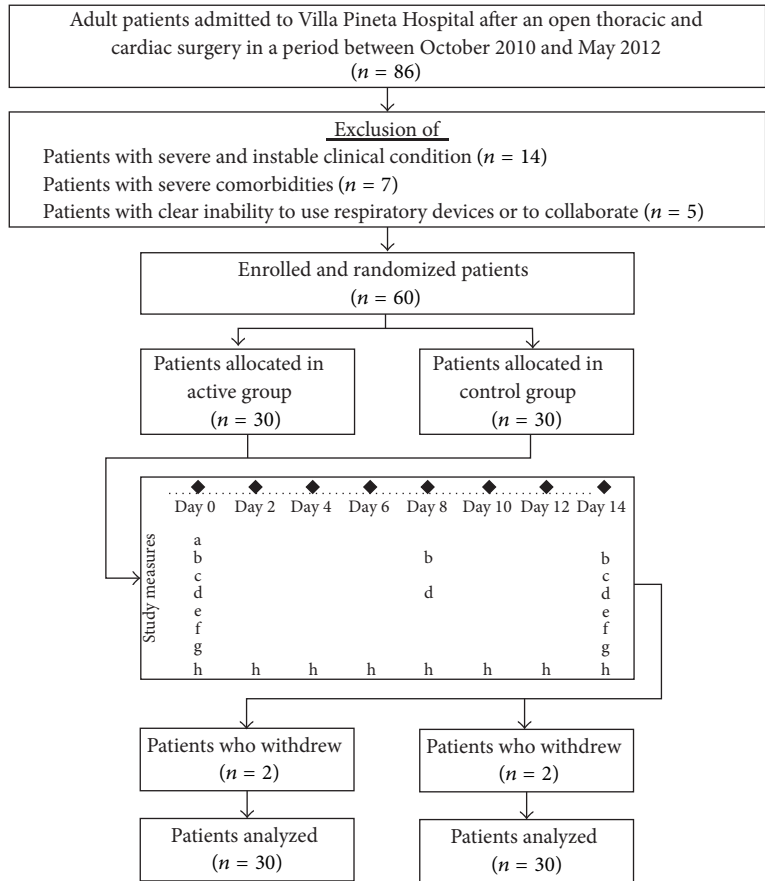 Adult patients admitted to Villa Pineta Hospital after an open thoracic and
cardiac surgery in a period between October 2010 and May 2012
(n = 86)
Exclusion of
Patients with severe and instable clinical condition (n = 14)
Patients with severe comorbidities (n = 7)
Patients with clear inability to use respiratory devices or to collaborate (n = 5)
Enrolled and randomized patients
(n = 60)
Patients allocated in
active group
(n = 30)
Patients allocated in
control group
(n = 30)
Study measures
Day 0 Day 2 Day 4 Day 6 Day 8 Day 10 Day 12 Day 14
a
b b b
c c
d d d
e e
f f
g g
h h h h h h h h
Patients who withdrew
(n = 2)
Patients who withdrew
(n = 2)
Patients analyzed
(n = 30)
Patients analyzed
(n = 30)